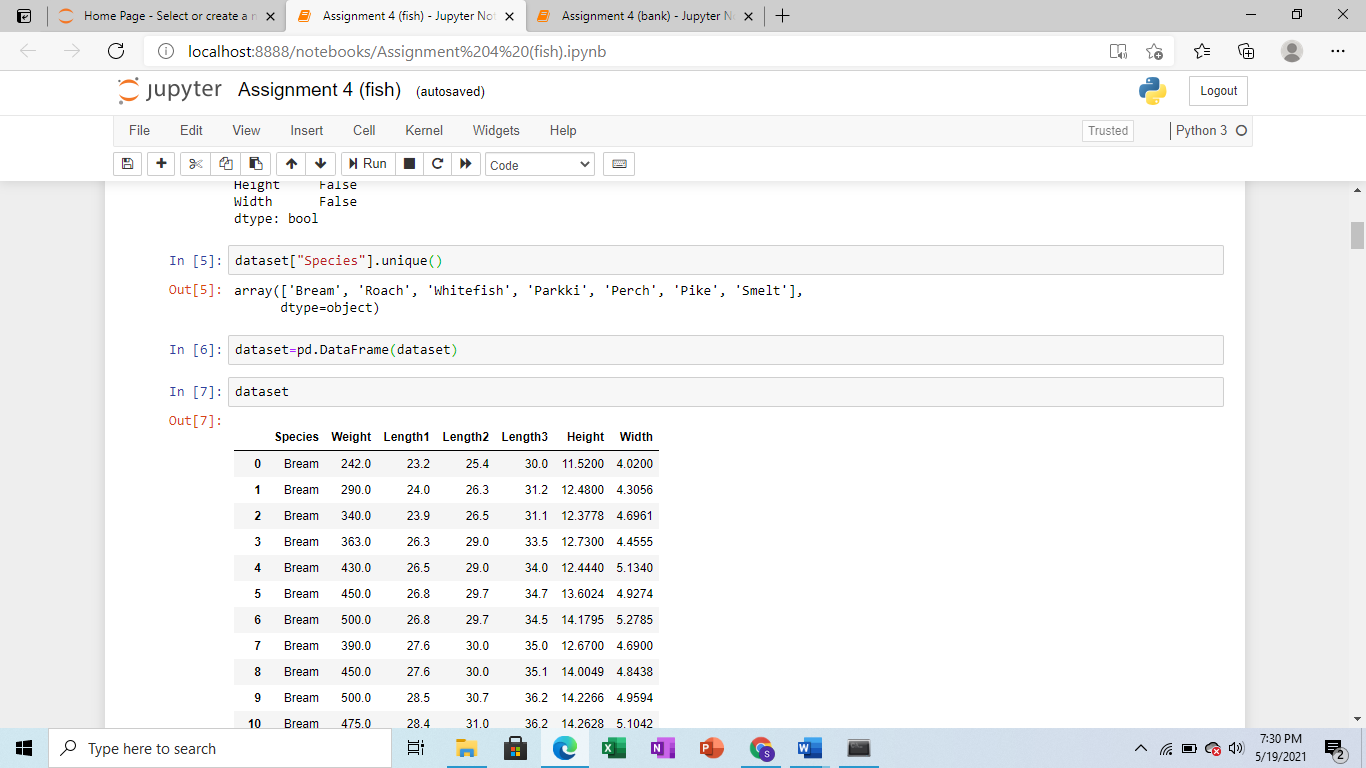 Home Page - Select or create a n
Assignment 4 (fish) - Jupyter Not
Assignment 4 (bank) - Jupyter N
localhost:8888/notebooks/Assignment%204%20(fish).ipynb
jupyter Assignment 4 (fish) (autosaved)
Logout
File Edit View Insert Cell Kernel Widgets Help
Trusted
Python 3
Run
Code
Height False
Width False
dtype: bool
In [5]: dataset["Species"].unique()
Out[5]: array(['Bream', 'Roach', 'Whitefish', 'Parkki', 'Perch', 'Pike', 'Smelt'],
dtype=object)
In [6]: dataset=pd.DataFrame(dataset)
In [7]: dataset
Out[7]:
Species Weight Length1 Length2 Length3 Height Width
0 Bream 242.0 23.2 25.4 30.0 11.5200 4.0200
1 Bream 290.0 24.0 26.3 31.2 12.4800 4.3056
2 Bream 340.0 23.9 26.5 31.1 12.3778 4.6961
3 Bream 363.0 26.3 29.0 33.5 12.7300 4.4555
4 Bream 430.0 26.5 29.0 34.0 12.4440 5.1340
5 Bream 450.0 26.8 29.7 34.7 13.6024 4.9274
6 Bream 500.0 26.8 29.7 34.5 14.1795 5.2785
7 Bream 390.0 27.6 30.0 35.0 12.6700 4.6900
8 Bream 450.0 27.6 30.0 35.1 14.0049 4.8438
9 Bream 500.0 28.5 30.7 36.2 14.2266 4.9594
10 Bream 475.0 28.4 31.0 36.2 14.2628 5.1042
Type here to search
7:30 PM
5/19/2021
2